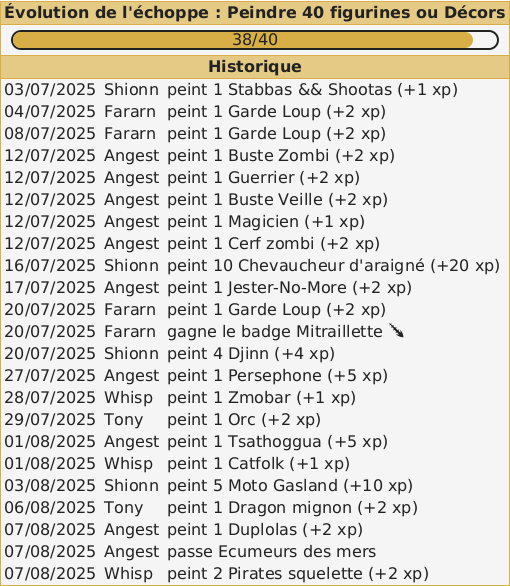 Évolution de l'échoppe : Peindre 40 figurines ou Décors
38/40
Historique
03/07/2025 Shionn peint 1 Stabbas && Shootas (+1 xp)
04/07/2025 Fararn peint 1 Garde Loup (+2 xp)
08/07/2025 Fararn peint 1 Garde Loup (+2 xp)
12/07/2025 Angest peint 1 Buste Zombi (+2 xp)
12/07/2025 Angest peint 1 Guerrier (+2 xp)
12/07/2025 Angest peint 1 Buste Veille (+2 xp)
12/07/2025 Angest peint 1 Magicien (+1 xp)
12/07/2025 Angest peint 1 Cerf zombi (+2 xp)
16/07/2025 Shionn peint 10 Chevaucheur d'araigné (+20 xp)
17/07/2025 Angest peint 1 Jester-No-More (+2 xp)
20/07/2025 Fararn peint 1 Garde Loup (+2 xp)
20/07/2025 Fararn gagne le badge Mitraillette
20/07/2025 Shionn peint 4 Djinn (+4 xp)
27/07/2025 Angest peint 1 Persephone (+5 xp)
28/07/2025 Whisp peint 1 Zmobar (+1 xp)
29/07/2025 Tony peint 1 Orc (+2 xp)
01/08/2025 Angest peint 1 Tsathoggua (+5 xp)
01/08/2025 Whisp peint 1 Catfolk (+1 xp)
03/08/2025 Shionn peint 5 Moto Gasland (+10 xp)
06/08/2025 Tony peint 1 Dragon mignon (+2 xp)
07/08/2025 Angest peint 1 Duplolas (+2 xp)
07/08/2025 Angest passe Ecumeurs des mers
07/08/2025 Whisp peint 2 Pirates squelette (+2 xp)